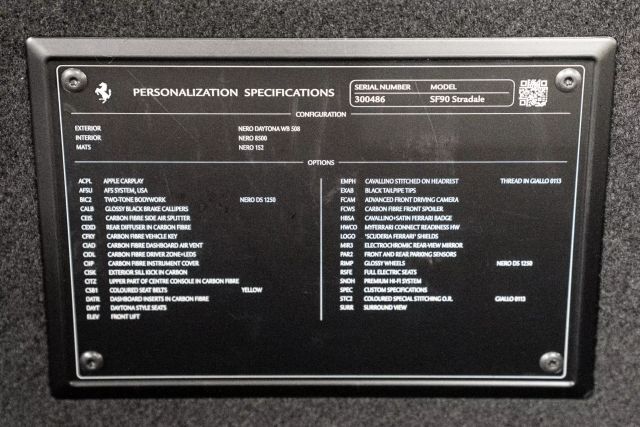 PERSONALIZATION SPECIFICATIONS
SERIAL NUMBER MODEL
300486 SF90 Stradale
CONFIGURATION
EXTERIOR NERO DAYTONA WB 508
INTERIOR NERO 8500
MATS NERO 152
OPTIONS
ACPL APPLE CARPLAY
AFSU AFS SYSTEM, USA
BIC2 TWO-TONE BODYWORK NERO DS 1250
CALB GLOSSY BLACK BRAKE CALLIPERS
CEIS CARBON FIBRE SIDE AIR SPLITTER
CEXD REAR DIFFUSER IN CARBON FIBRE
CFKY CARBON FIBRE VEHICLE KEY
CIAD CARBON FIBRE DASHBOARD AIR VENT
CIDL CARBON FIBRE DRIVER ZONE+LEDS
CIIP CARBON FIBRE INSTRUMENT COVER
CISK EXTERIOR SILL KICK IN CARBON
CITZ UPPER PART OF CENTRE CONSOLE IN CARBON FIBRE
CSB1 COLOURED SEAT BELTS YELLOW
DATR DASHBOARD INSERTS IN CARBON FIBRE
DAYT DAYTONA STYLE SEATS
ELEV FRONT LIFT
EMPH CAVALLINO STITCHED ON HEADREST THREAD IN GIALLO 0113
EXAB BLACK TAILPIPE TIPS
FCAM ADVANCED FRONT DRIVING CAMERA
FCWS CARBON FIBRE FRONT SPOILER
HBSA CAVALLINO+SATIN FERRARI BADGE
HWCO MYFERRARI CONNECT READINESS HW
LOGO "SCUDERIA FERRARI" SHIELDS
MIR3 ELECTROCHROMIC REAR-VIEW MIRROR
PAR2 FRONT AND REAR PARKING SENSORS
RIMP GLOSSY WHEELS NERO DS 1250
RSFE FULL ELECTRIC SEATS
SNDH PREMIUM HI-FI SYSTEM
SPEC CUSTOM SPECIFICATIONS
STC2 COLOURED SPECIAL STITCHING O.R. GIALLO 0113
SURR SURROUND VIEW